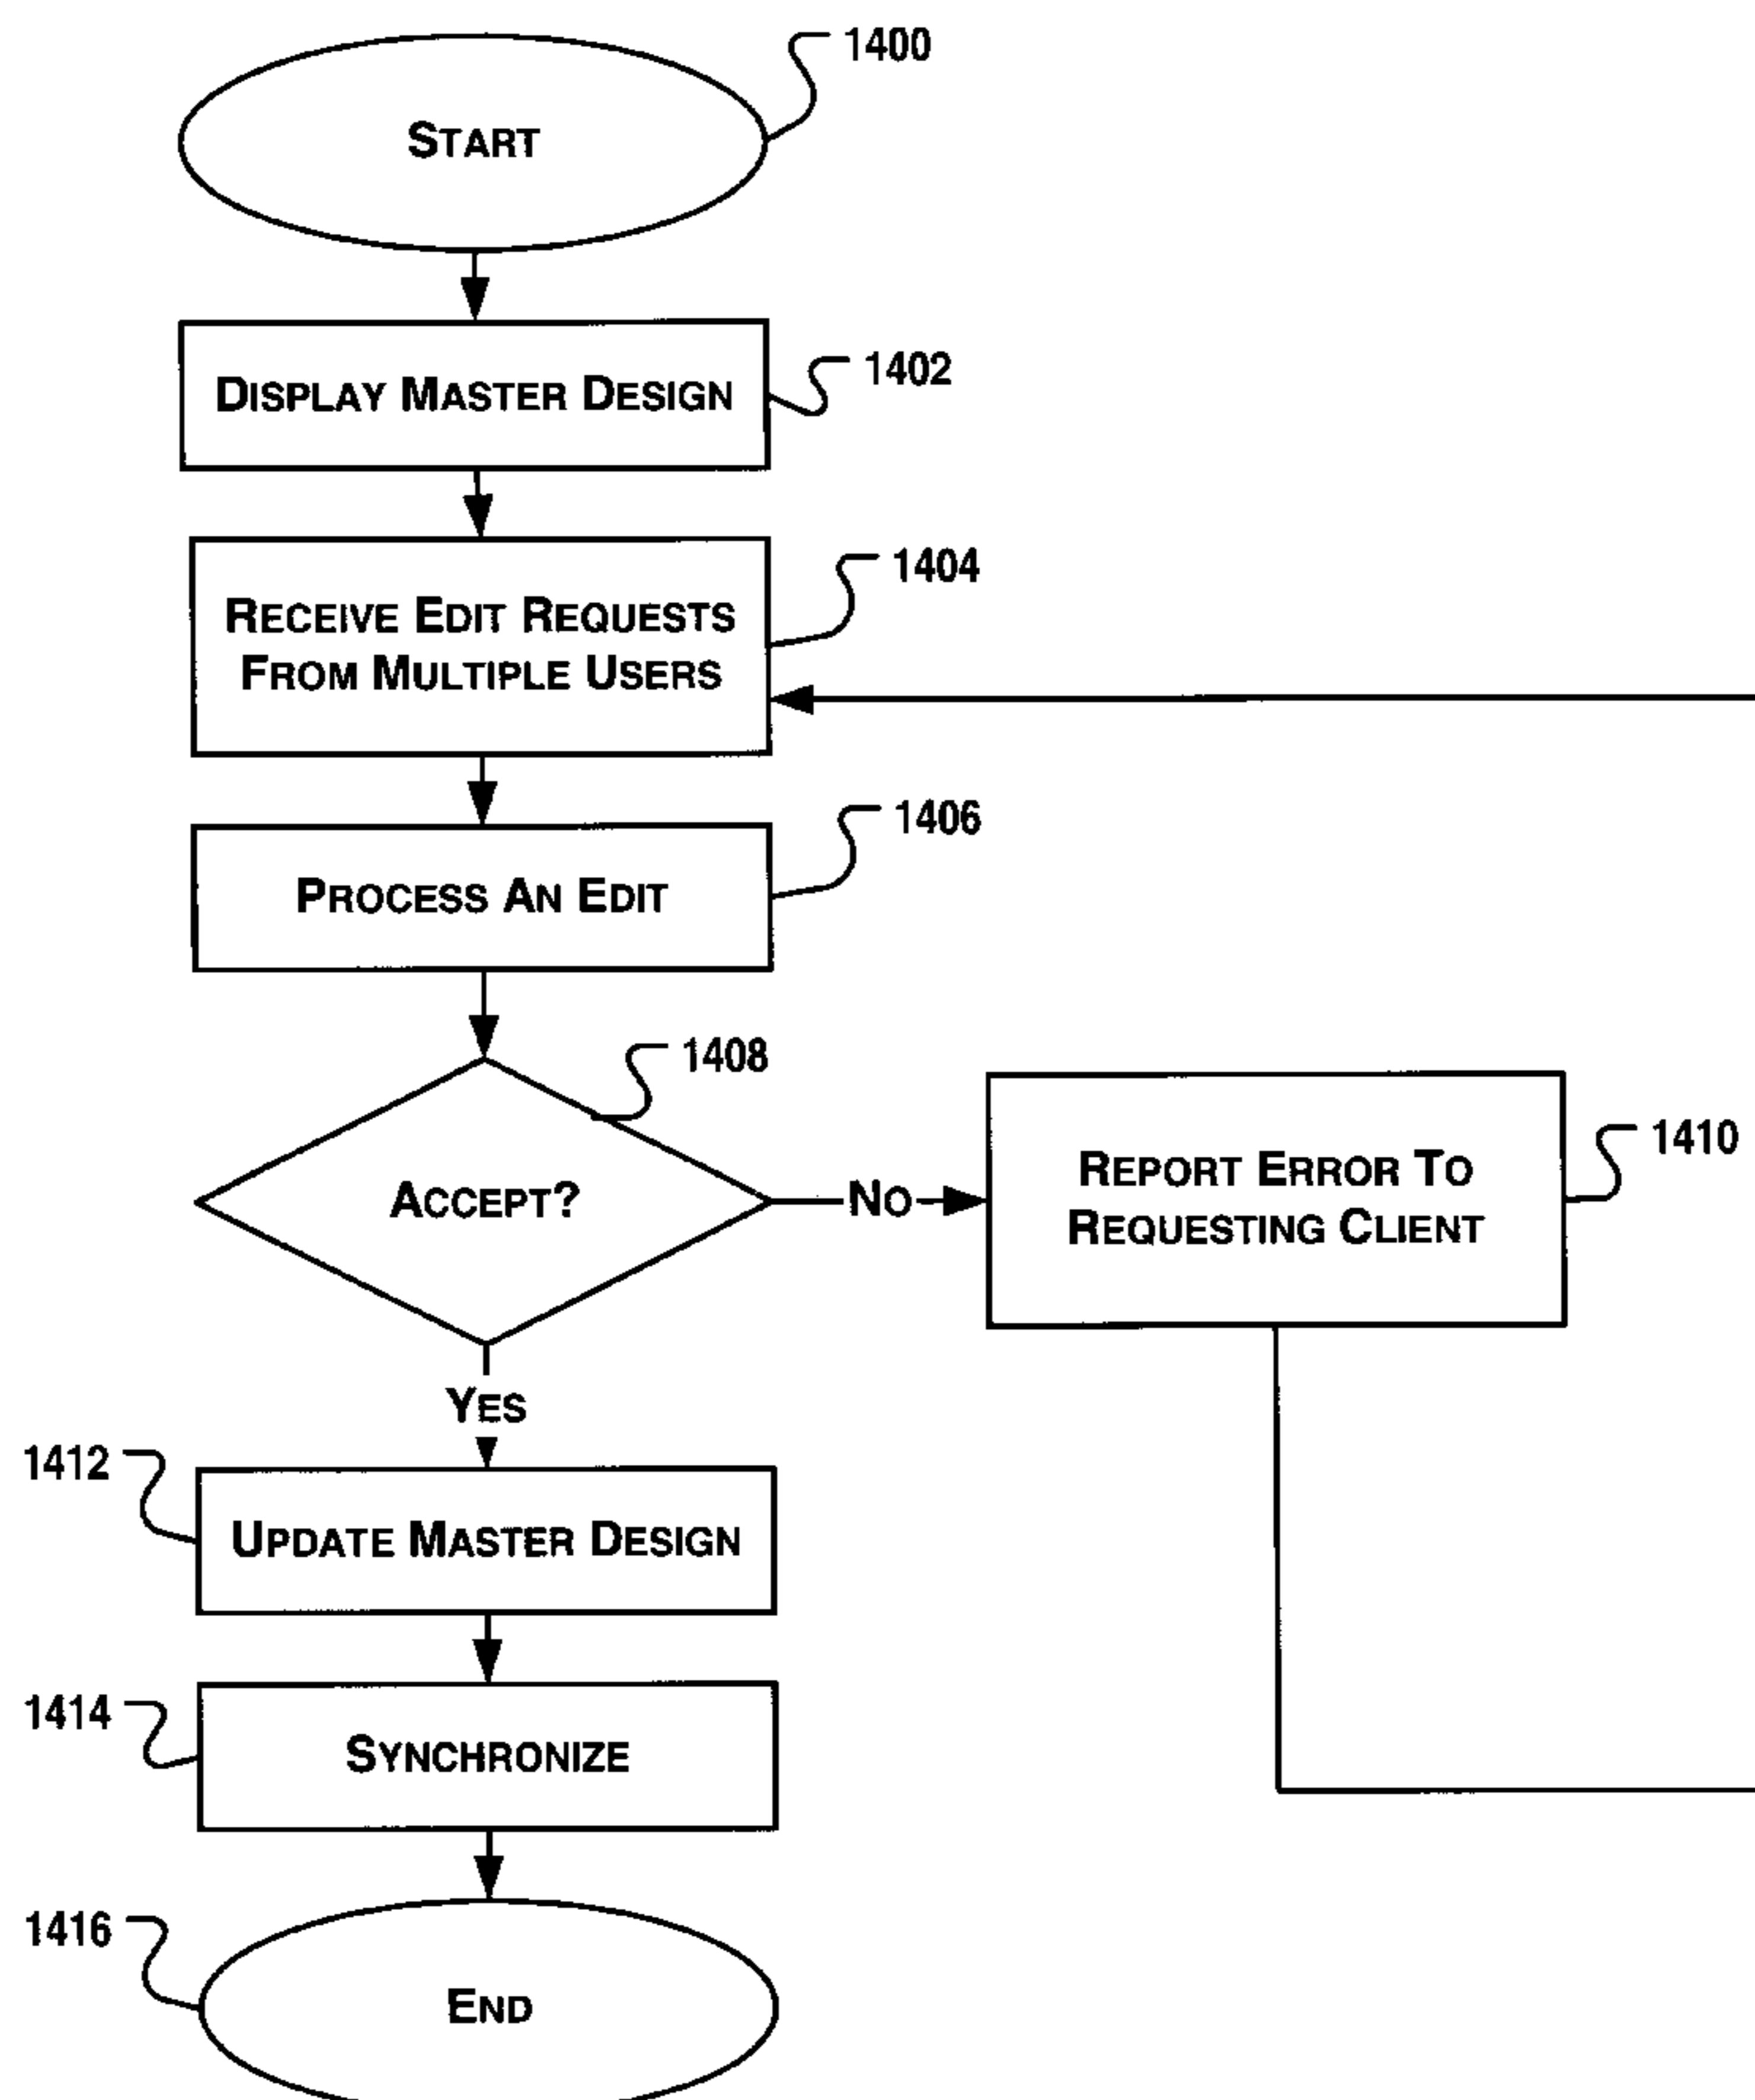 1400
START
DISPLAY MASTER DESIGN
1402
1404
RECEIVE EDIT REQUESTS
FROM MULTIPLE USERS
1406
PROCESS AN EDIT
1408
ACCEPT?
NO
REPORT ERROR TO
REQUESTING CLIENT
1410
YES
1412
UPDATE MASTER DESIGN
1414
SYNCHRONIZE
1416
END